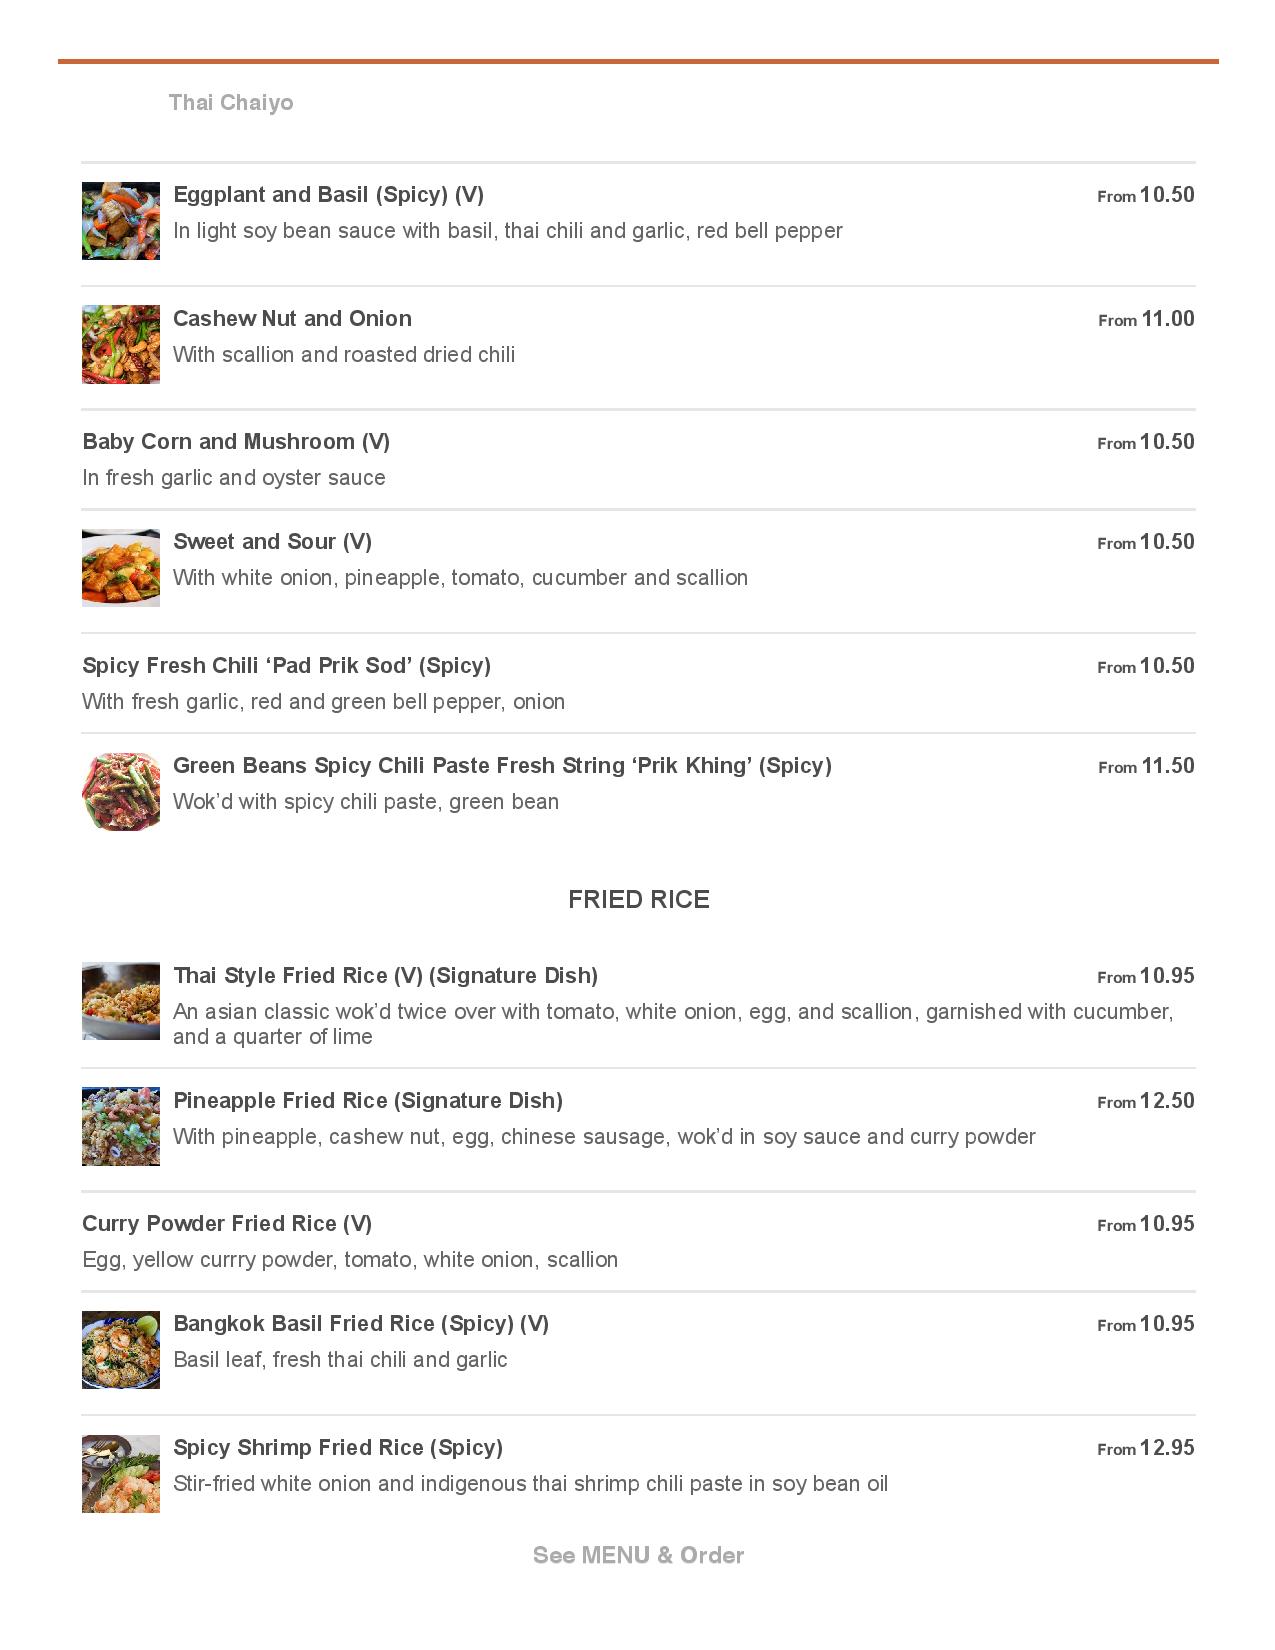 Thai Chaiyo
Eggplant and Basil (Spicy) (V) From 10.50
In light soy bean sauce with basil, thai chili and garlic, red bell pepper
Cashew Nut and Onion From 11.00
With scallion and roasted dried chili
Baby Corn and Mushroom (V) From 10.50
In fresh garlic and oyster sauce
Sweet and Sour (V) From 10.50
With white onion, pineapple, tomato, cucumber and scallion
Spicy Fresh Chili ‘Pad Prik Sod’ (Spicy) From 10.50
With fresh garlic, red and green bell pepper, onion
Green Beans Spicy Chili Paste Fresh String ‘Prik Khing’ (Spicy) From 11.50
Wok’d with spicy chili paste, green bean
FRIED RICE
Thai Style Fried Rice (V) (Signature Dish) From 10.95
An asian classic wok’d twice over with tomato, white onion, egg, and scallion, garnished with cucumber,
and a quarter of lime
Pineapple Fried Rice (Signature Dish) From 12.50
With pineapple, cashew nut, egg, chinese sausage, wok’d in soy sauce and curry powder
Curry Powder Fried Rice (V) From 10.95
Egg, yellow currry powder, tomato, white onion, scallion
Bangkok Basil Fried Rice (Spicy) (V) From 10.95
Basil leaf, fresh thai chili and garlic
Spicy Shrimp Fried Rice (Spicy) From 12.95
Stir-fried white onion and indigenous thai shrimp chili paste in soy bean oil
See MENU & Order